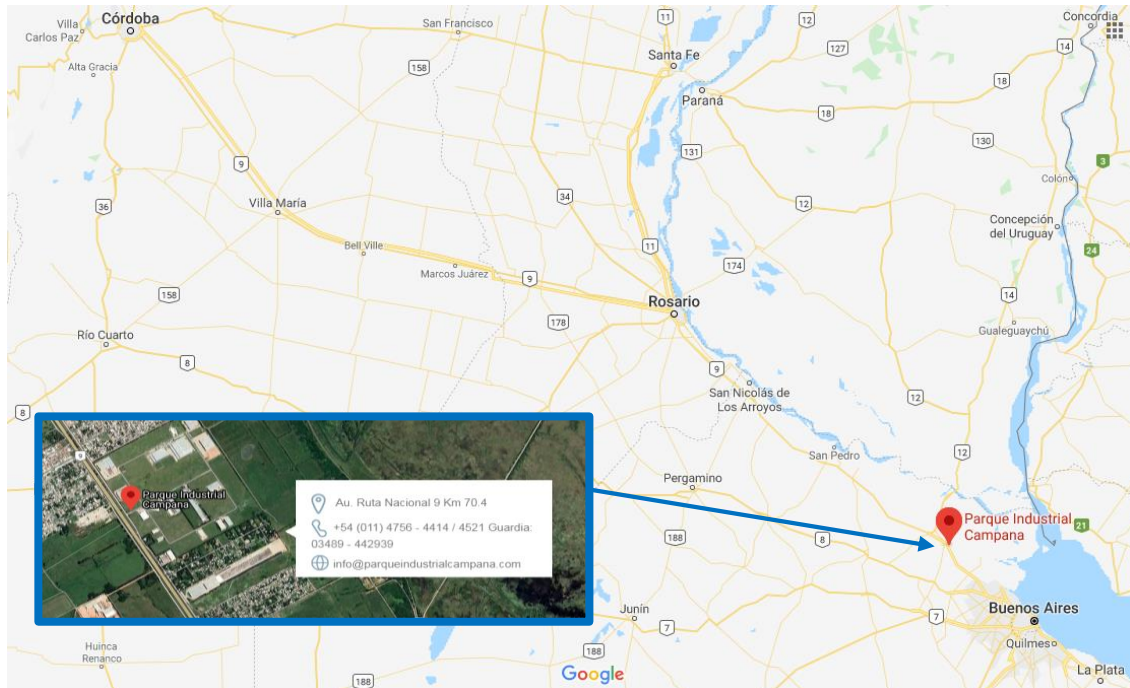 Villa
Carlos Paz
Córdoba
San Francisco
11
Concordia
14
12
127
Santa Fe
Alta Gracia
158
19
18
Paraná
18
130
3
131
9
Colón
34
36
Villa María
12
Concepción
del Uruguay
Bell Ville
11
24
Marcos Juárez
9
174
158
14
Rosario
178
Gualeguaychú
Río Cuarto
8
9
San Nicolás de
Los Arroyos
12
8
12
San Pedro
Pergamino
9
Parque Industrial
Campana
Av. Ruta Nacional 9 Km 70.4
+54 (011) 4756 - 4414 / 4521 Guardia:
03489 - 442939
info@parqueindustrialcampana.com
Parque Industrial
Campana
21
188
8
Junín
7
7
Buenos Aires
Quilmes
Huinca
Renanco
188
188
Google
La Plata